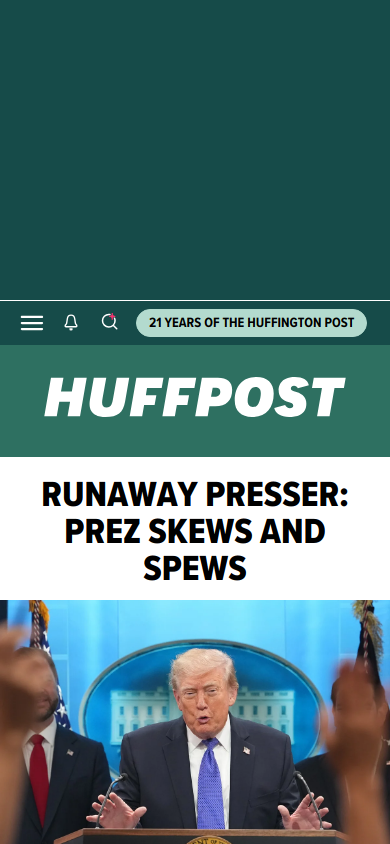 21 YEARS OF THE HUFFINGTON POST
HUFFPOST
RUNAWAY PRESSER:
PREZ SKEWS AND
SPEWS